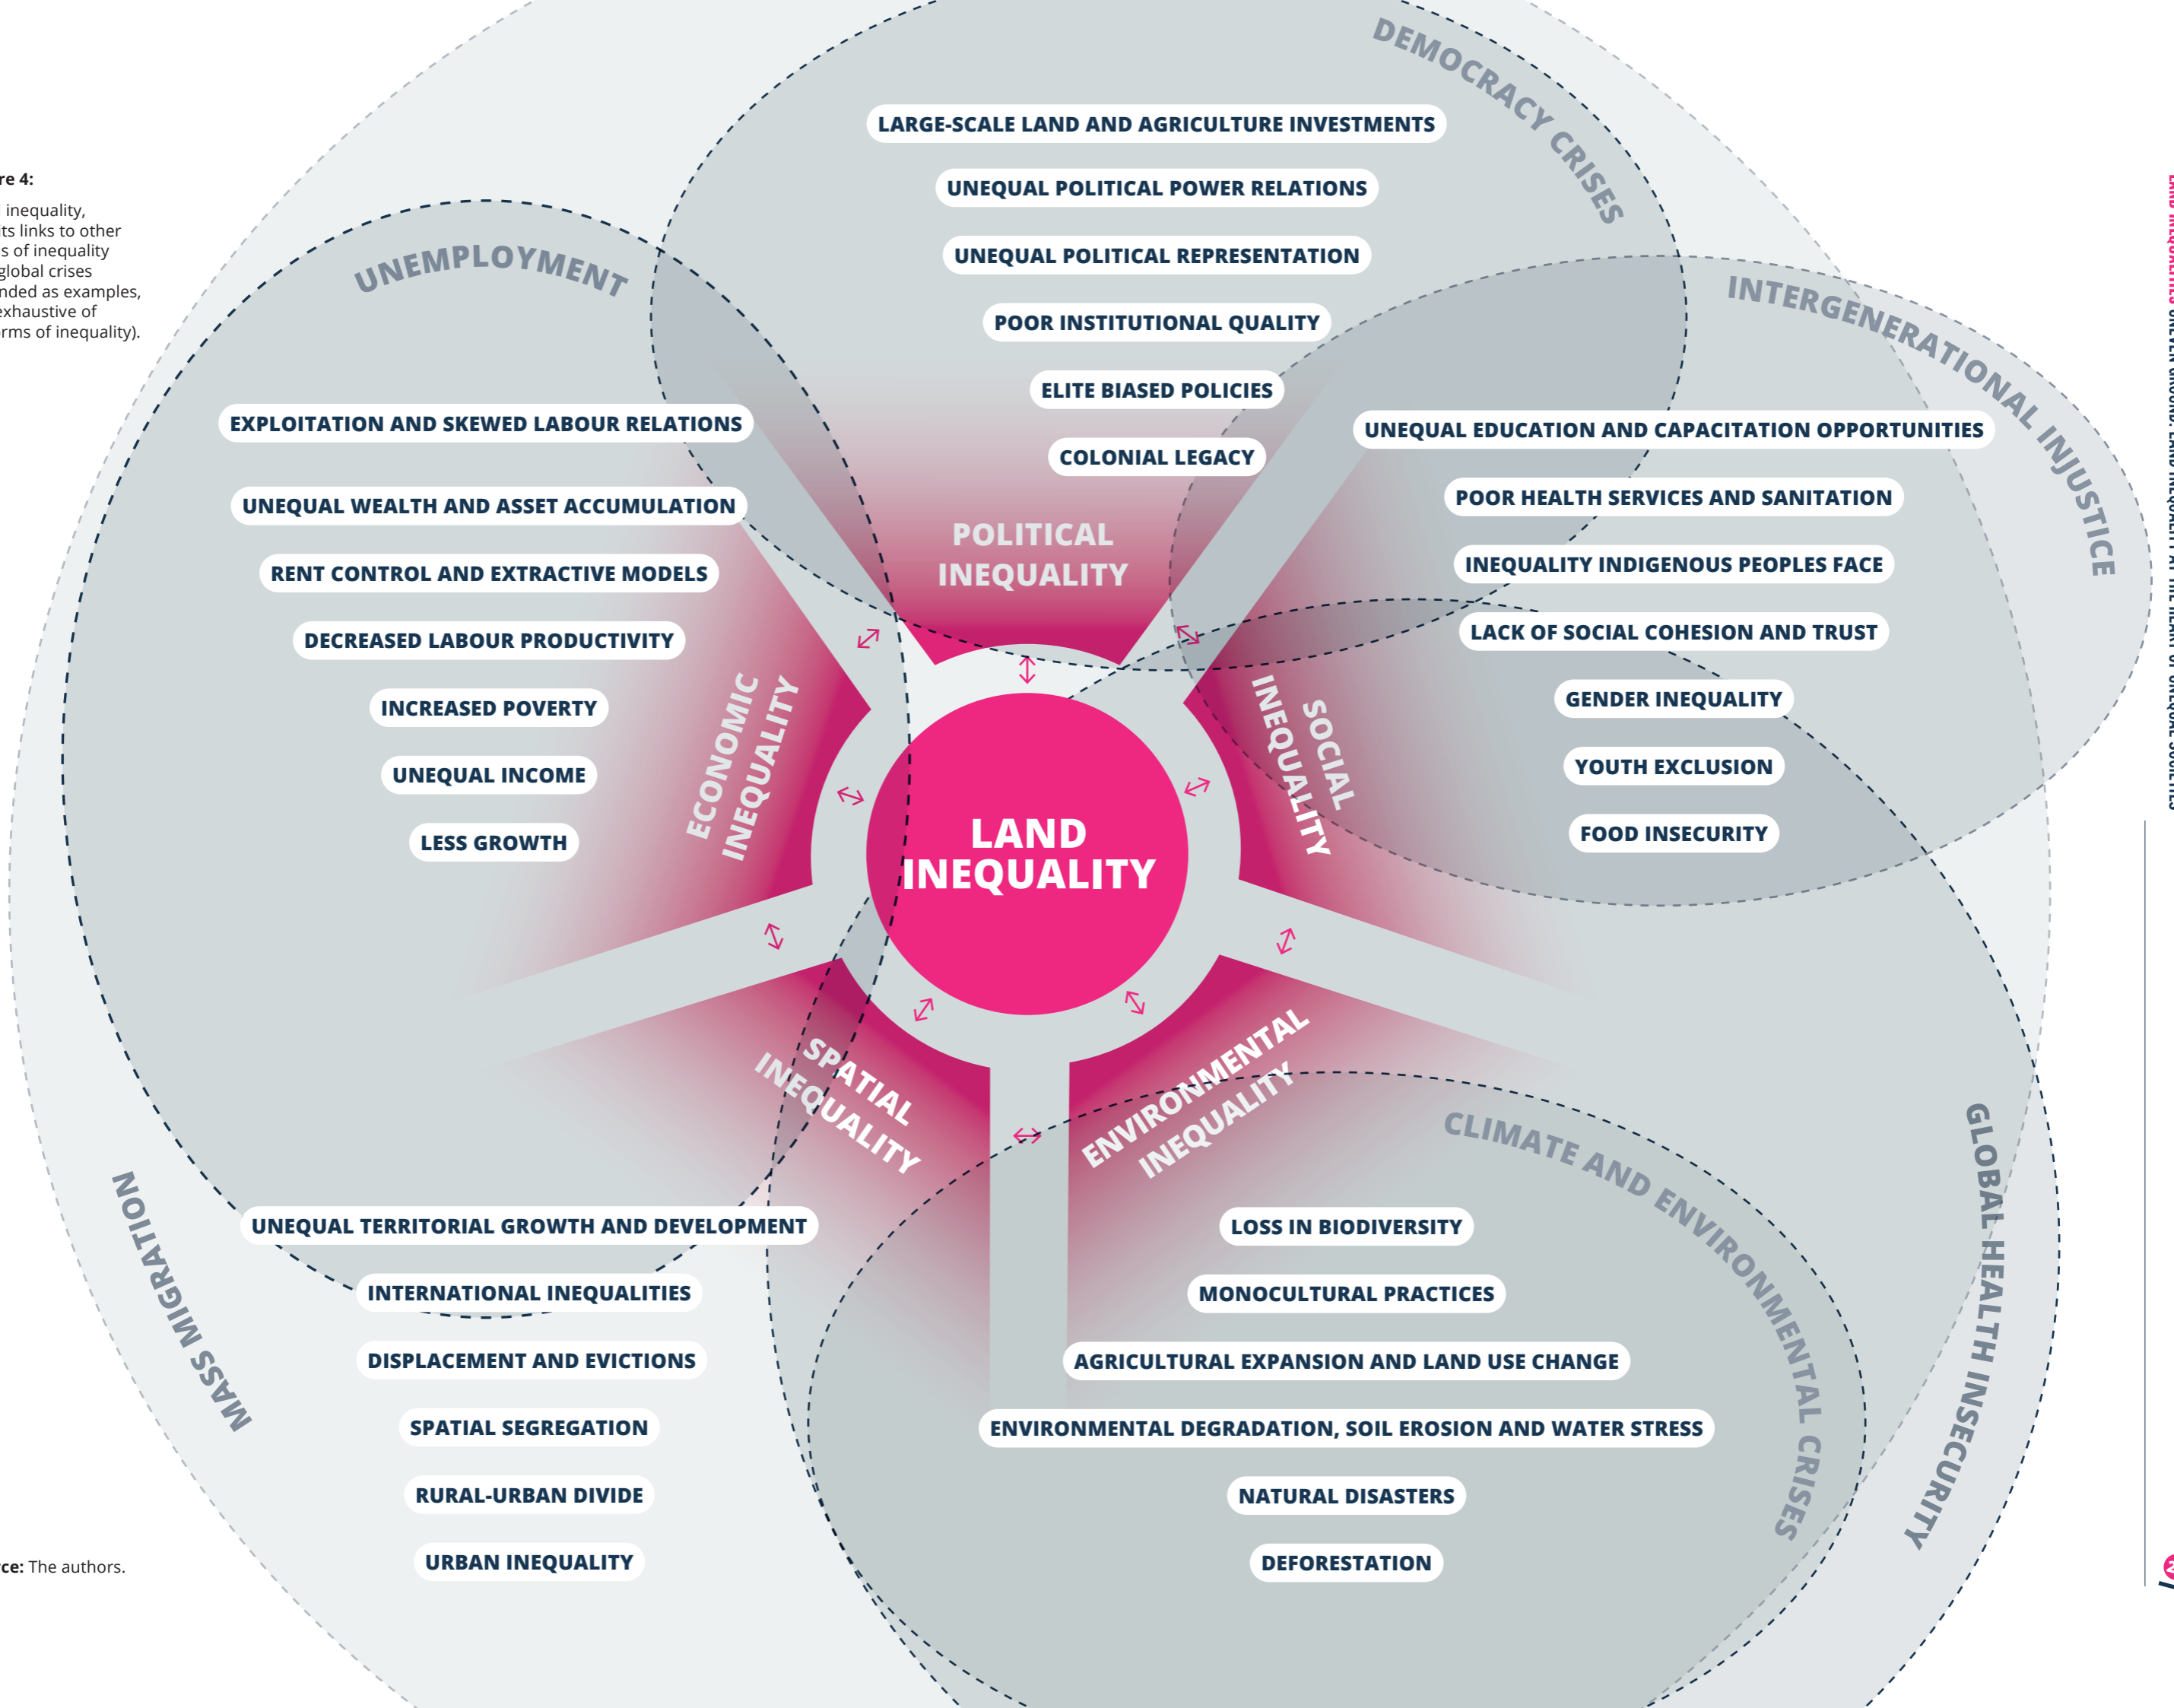 re 4:
inequality,
its links to other
s of inequality
global crises
nded as examples,
exhaustive of
rms of inequality).
DEMOCRACY CRISES
LARGE-SCALE LAND AND AGRICULTURE INVESTMENTS
UNEQUAL POLITICAL POWER RELATIONS
UNEQUAL POLITICAL REPRESENTATION
POOR INSTITUTIONAL QUALITY
ELITE BIASED POLICIES
COLONIAL LEGACY
POLITICAL
INEQUALITY
UNEMPLOYMENT
EXPLOITATION AND SKEWED LABOUR RELATIONS
UNEQUAL WEALTH AND ASSET ACCUMULATION
RENT CONTROL AND EXTRACTIVE MODELS
DECREASED LABOUR PRODUCTIVITY
INCREASED POVERTY
UNEQUAL INCOME
LESS GROWTH
ECONOMIC
INEQUALITY
INTERGENERATIONAL INJUSTICE
UNEQUAL EDUCATION AND CAPACITATION OPPORTUNITIES
POOR HEALTH SERVICES AND SANITATION
INEQUALITY INDIGENOUS PEOPLES FACE
LACK OF SOCIAL COHESION AND TRUST
GENDER INEQUALITY
YOUTH EXCLUSION
FOOD INSECURITY
SOCIAL
INEQUALITY
LAND
INEQUALITY
SPATIAL
INEQUALITY
UNEQUAL TERRITORIAL GROWTH AND DEVELOPMENT
INTERNATIONAL INEQUALITIES
DISPLACEMENT AND EVICTIONS
SPATIAL SEGREGATION
RURAL-URBAN DIVIDE
URBAN INEQUALITY
MASS MIGRATION
ENVIRONMENTAL
INEQUALITY
CLIMATE AND ENVIRONMENTAL CRISES
LOSS IN BIODIVERSITY
MONOCULTURAL PRACTICES
AGRICULTURAL EXPANSION AND LAND USE CHANGE
ENVIRONMENTAL DEGRADATION, SOIL EROSION AND WATER STRESS
NATURAL DISASTERS
DEFORESTATION
GLOBAL HEALTH INSECURITY
rce: The authors.